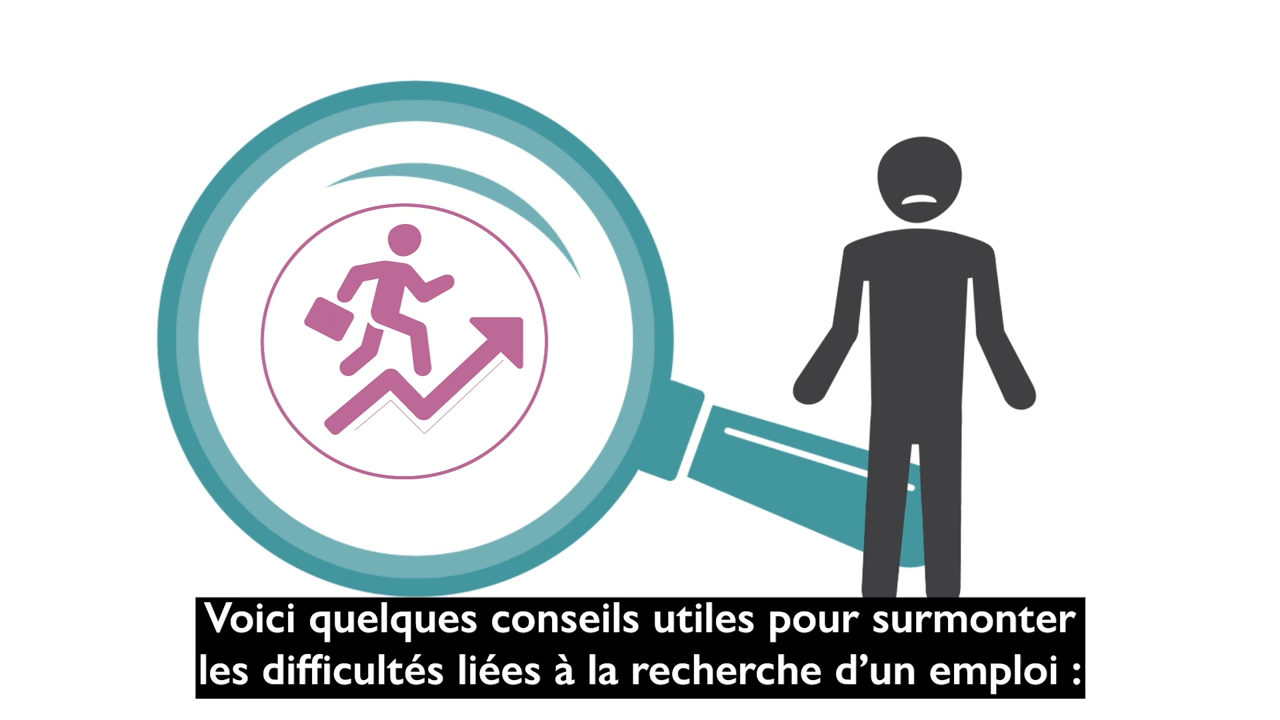 Voici quelques conseils utiles pour surmonter
les difficultés liées à la recherche d’un emploi :